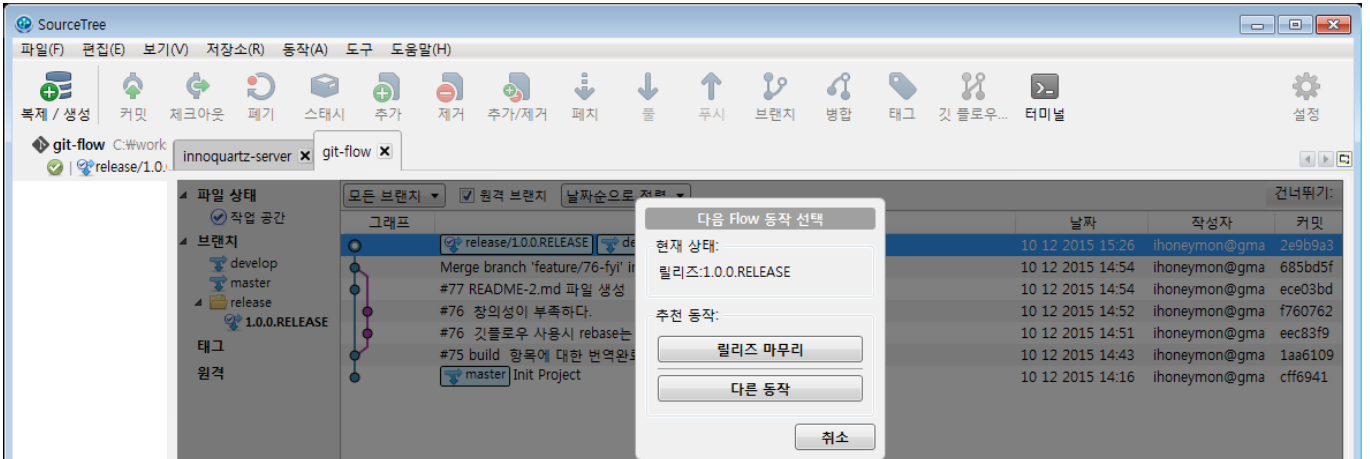 SourceTree
파일(F) 편집(E) 보기(V) 저장소(R) 동작(A) 도구 도움말(H)
복제 / 생성 커밋 체크아웃 폐기 스태시 추가 제거 추가/제거 페치 풀 푸시 브랜치 병합 태그 깃 플로우... 터미널 설정
git-flow C:₩work
release/1.0.
innoquartz-server
git-flow
파일 상태
작업 공간
브랜치
develop
master
release
1.0.0.RELEASE
태그
원격
모든 브랜치 원격 브랜치 날짜순으로 정렬 건너뛰기:
그래프 날짜 작성자 커밋
release/1.0.0.RELEASE de 10 12 2015 15:26 ihoneymon@gma 2e9b9a3
Merge branch 'feature/76-fyi' i 10 12 2015 14:54 ihoneymon@gma 685bd5f
#77 README-2.md 파일 생성 10 12 2015 14:54 ihoneymon@gma ece03bd
#76 창의성이 부족하다. 10 12 2015 14:52 ihoneymon@gma f760762
#76 깃플로우 사용시 rebase는 10 12 2015 14:51 ihoneymon@gma eec83f9
#75 build 항목에 대한 번역완료 10 12 2015 14:43 ihoneymon@gma 1aa6109
master Init Project 10 12 2015 14:16 ihoneymon@gma cff6941
다음 Flow 동작 선택
현재 상태:
릴리즈:1.0.0.RELEASE
추천 동작:
릴리즈 마무리
다른 동작
취소